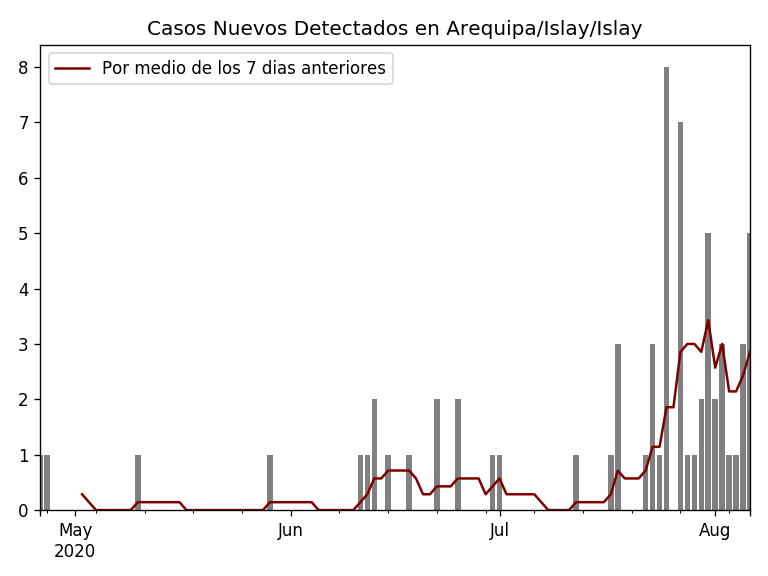 Casos Nuevos Detectados en Arequipa/Islay/Islay
Por medio de los 7 dias anteriores
8
7
6
5
4
3
2
1
0
May
2020
Jun
Jul
Aug